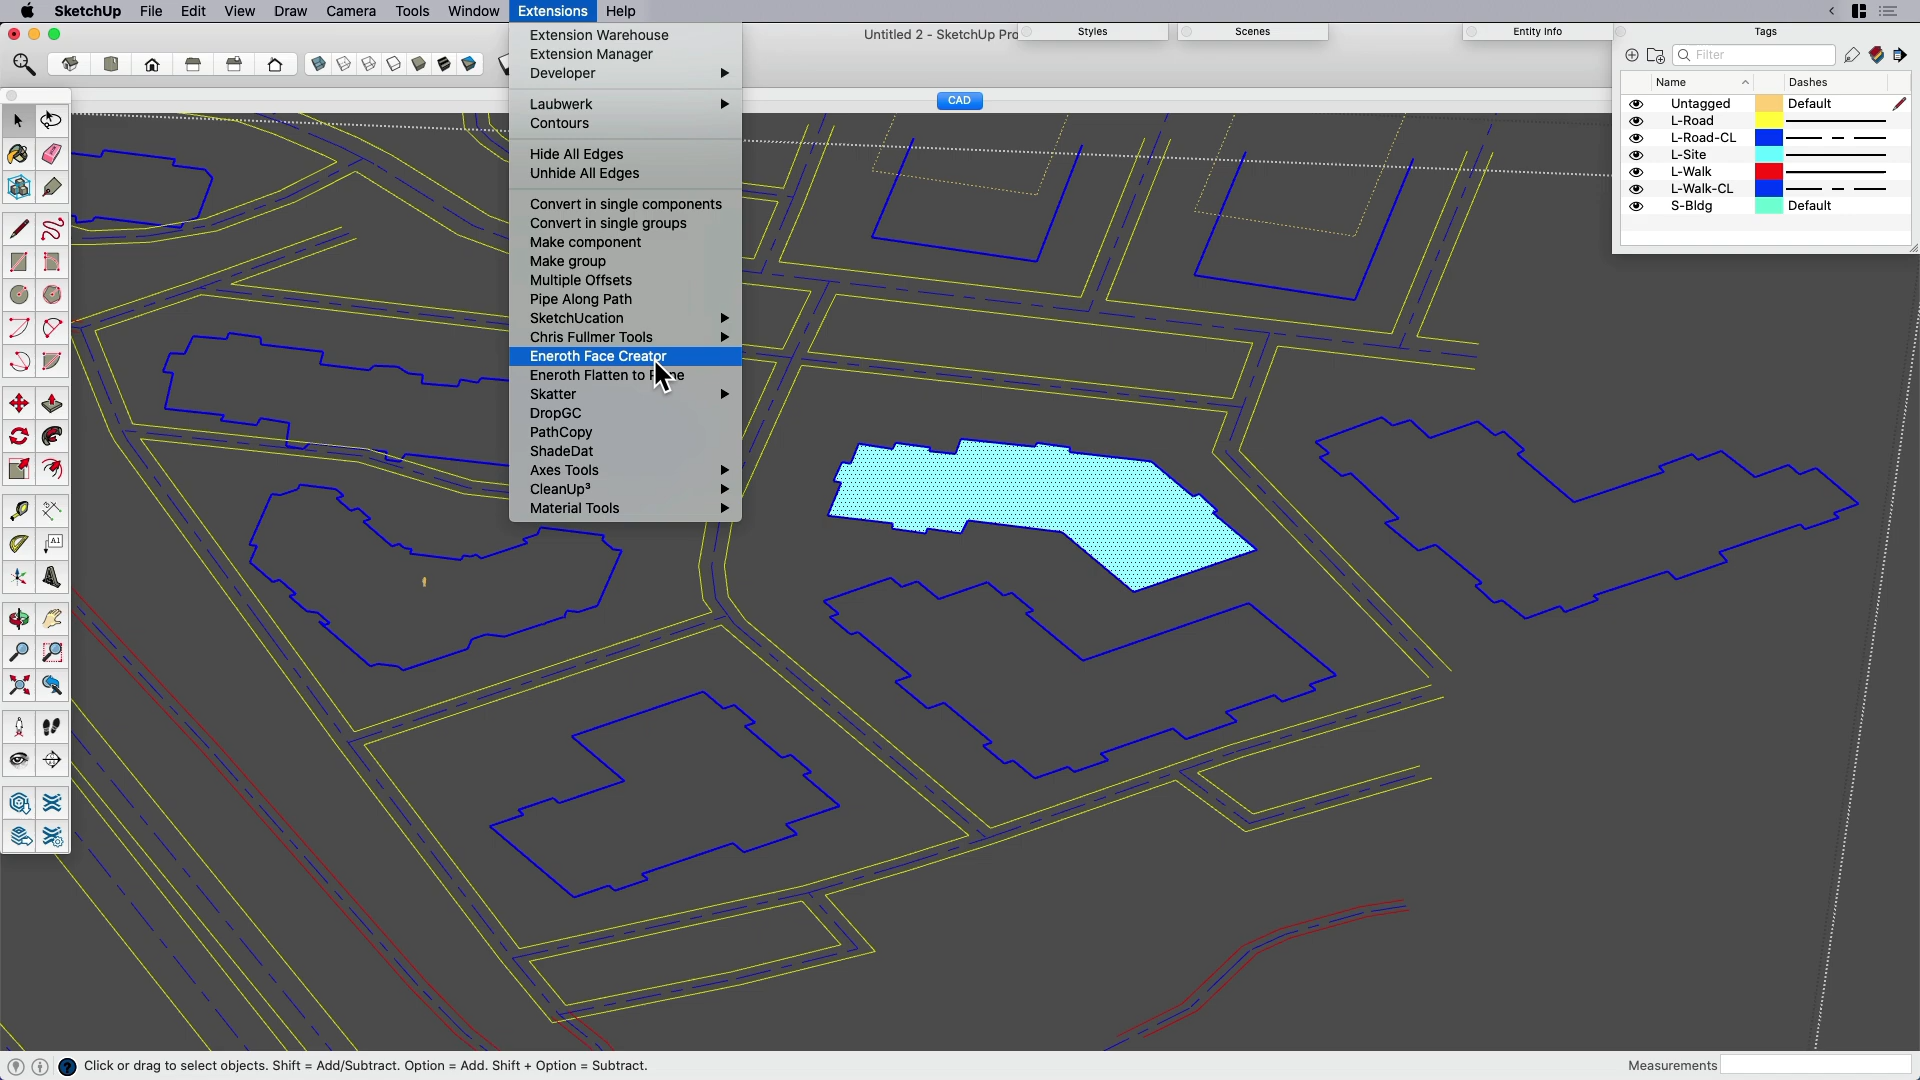 SketchUp File Edit View Draw Camera Tools Window Extensions Help
Untitled 2 - SketchUp Pro
Styles
Scenes
Entity Info
Tags
Filter
CAD
Name Dashes
Untagged Default
L-Road
L-Road-CL
L-Site
L-Walk
L-Walk-CL
S-Bldg Default
Extension Warehouse
Extension Manager
Developer
Laubwerk
Contours
Hide All Edges
Unhide All Edges
Convert in single components
Convert in single groups
Make component
Make group
Multiple Offsets
Pipe Along Path
SketchUcation
Chris Fullmer Tools
Eneroth Face Creator
Eneroth Flatten to
Skatter
DropGC
PathCopy
ShadeDat
Axes Tools
CleanUp³
Material Tools
A1
Click or drag to select objects. Shift = Add/Subtract. Option = Add. Shift + Option = Subtract.
Measurements